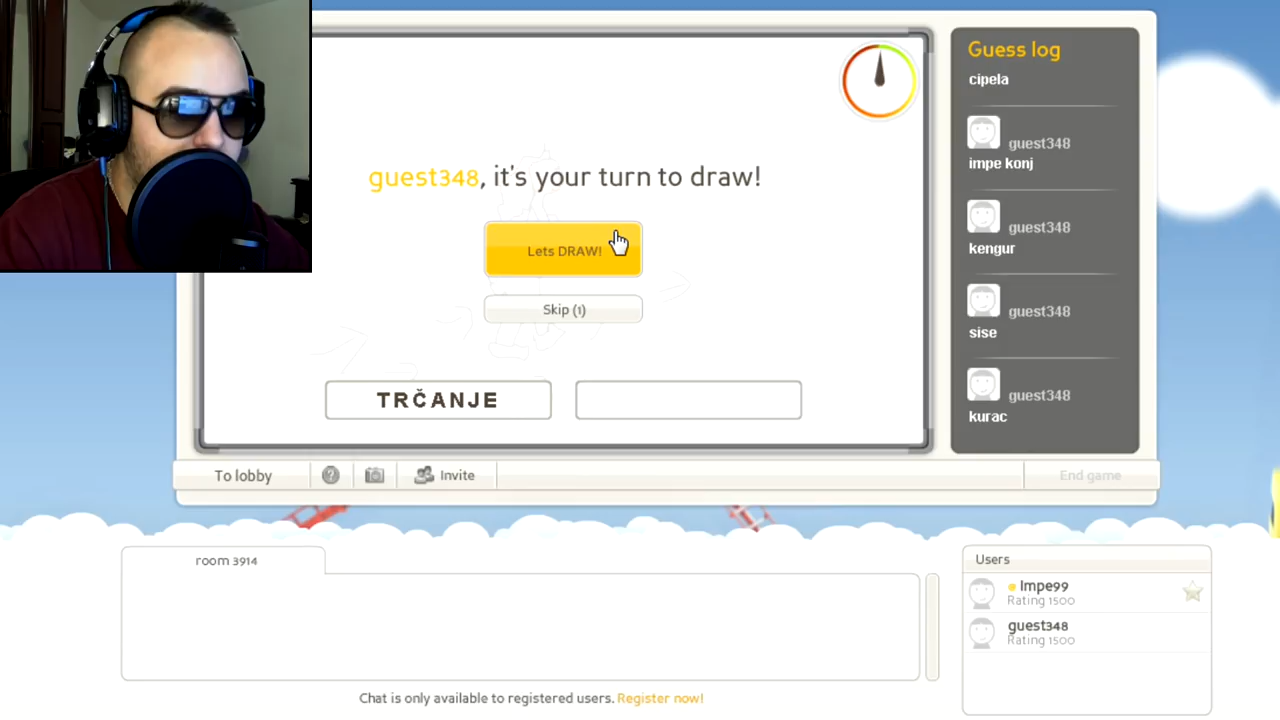 guest348, it's your turn to draw!
Lets DRAW!
Skip (1)
TRČANJE
Guess log
cipela
guest348
impe konj
guest348
kengur
guest348
sise
guest348
kurac
To lobby
?
Invite
End game
room 3914
Chat is only available to registered users. Register now!
Users
Impe99
Rating 1500
guest348
Rating 1500